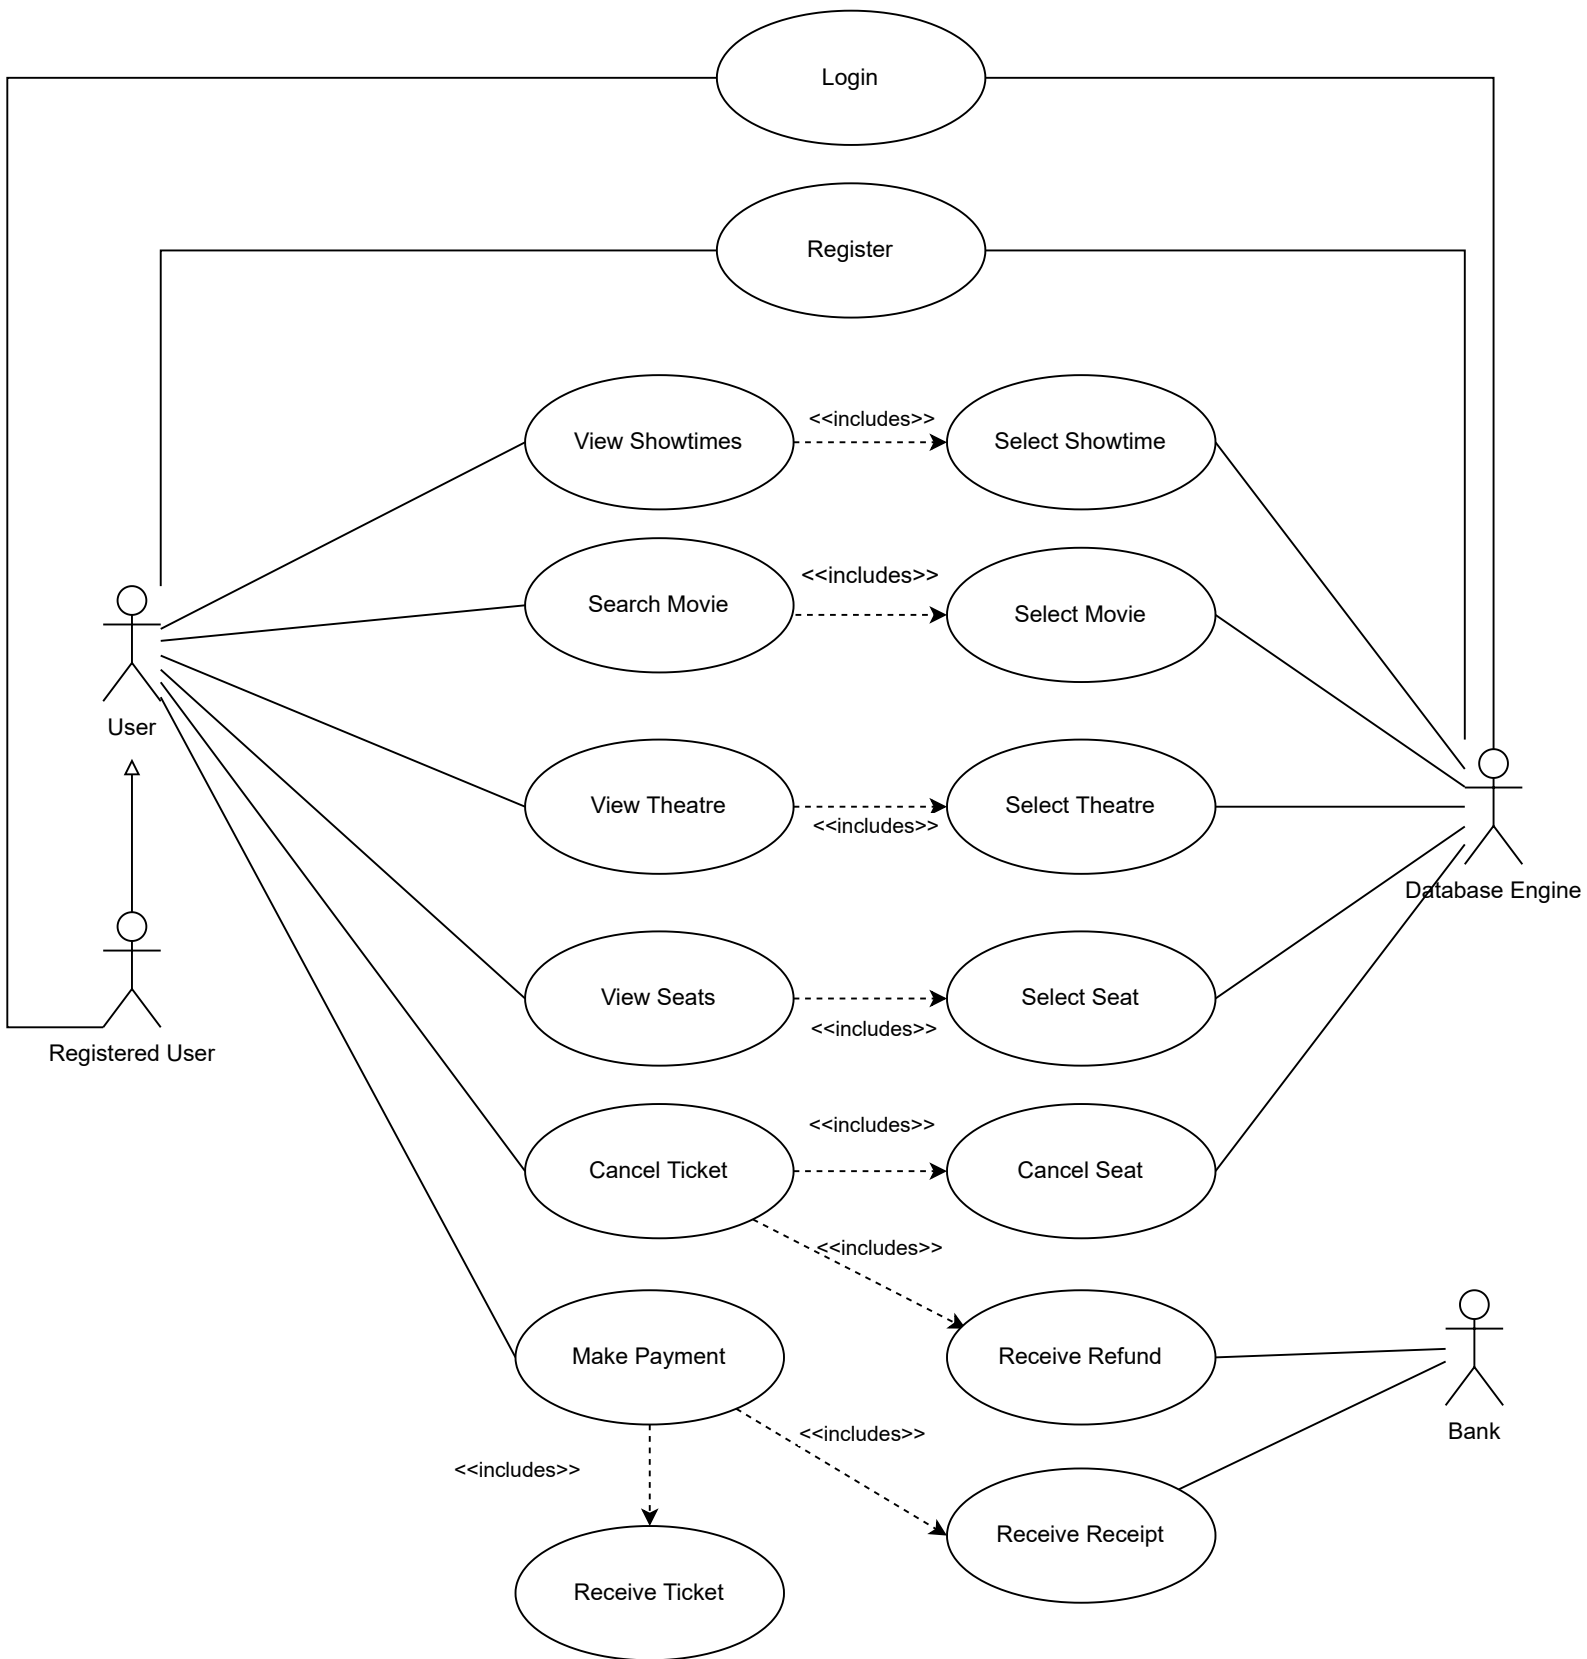 Login
Register
<<includes>>
View Showtimes
Select Showtime
<<includes>>
Search Movie
Select Movie
User
View Theatre
Select Theatre
<<includes>>
Database Engine
View Seats
Select Seat
<<includes>>
Registered User
<<includes>>
Cancel Ticket
Cancel Seat
<<includes>>
Make Payment
Receive Refund
Bank
<<includes>>
<<includes>>
Receive Receipt
Receive Ticket